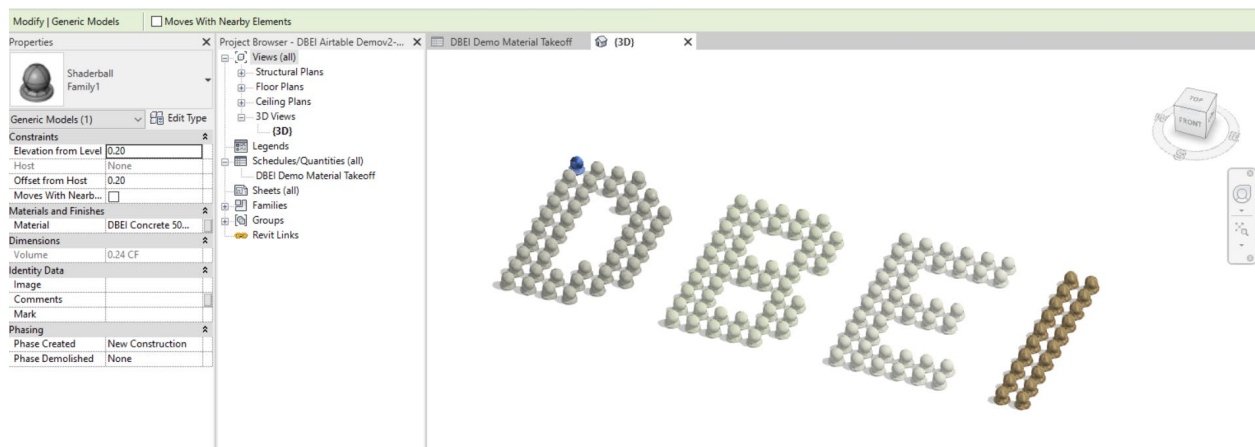 Modify | Generic Models
Moves With Nearby Elements
Properties
Shaderball
Family1
Generic Models (1)
Edit Type
Constraints
Elevation from Level 0.20
Host None
Offset from Host 0.20
Moves With Nearb...
Materials and Finishes
Material DBEI Concrete 50...
Dimensions
Volume 0.24 CF
Identity Data
Image
Comments
Mark
Phasing
Phase Created New Construction
Phase Demolished None
Project Browser - DBEI Airtable Demov2-...
Views (all)
Structural Plans
Floor Plans
Ceiling Plans
3D Views
(3D)
Legends
Schedules/Quantities (all)
DBEI Demo Material Takeoff
Sheets (all)
Families
Groups
Revit Links
DBEI Demo Material Takeoff
(3D)
DBEI
TOP
FRONT